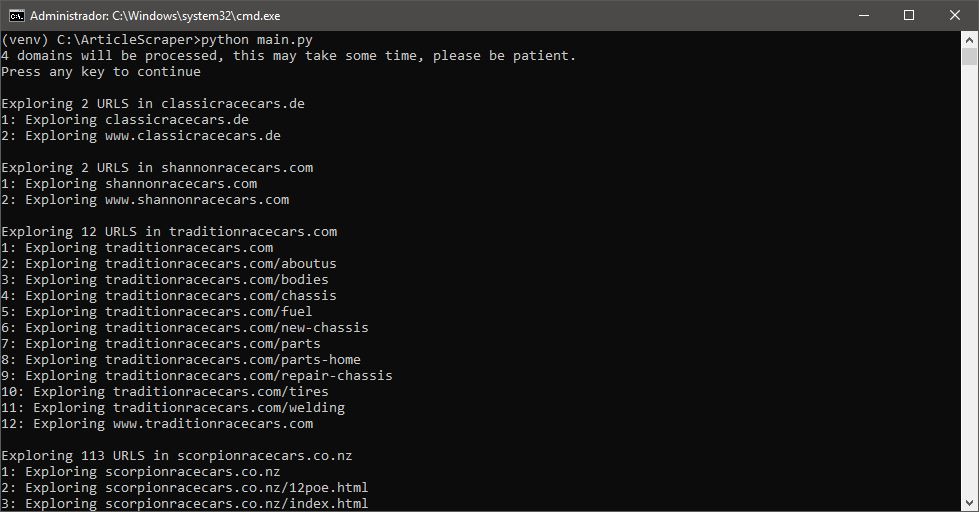 Administrador: C:\Windows\system32\cmd.exe
(venv) C:\ArticleScraper>python main.py
4 domains will be processed, this may take some time, please be patient.
Press any key to continue
Exploring 2 URLS in classicracecars.de
1: Exploring classicracecars.de
2: Exploring www.classicracecars.de
Exploring 2 URLS in shannonracecars.com
1: Exploring shannonracecars.com
2: Exploring www.shannonracecars.com
Exploring 12 URLS in traditionracecars.com
1: Exploring traditionracecars.com
2: Exploring traditionracecars.com/aboutus
3: Exploring traditionracecars.com/bodies
4: Exploring traditionracecars.com/chassis
5: Exploring traditionracecars.com/fuel
6: Exploring traditionracecars.com/new-chassis
7: Exploring traditionracecars.com/parts
8: Exploring traditionracecars.com/parts-home
9: Exploring traditionracecars.com/repair-chassis
10: Exploring traditionracecars.com/tires
11: Exploring traditionracecars.com/welding
12: Exploring www.traditionracecars.com
Exploring 113 URLS in scorpionracecars.co.nz
1: Exploring scorpionracecars.co.nz
2: Exploring scorpionracecars.co.nz/12poe.html
3: Exploring scorpionracecars.co.nz/index.html